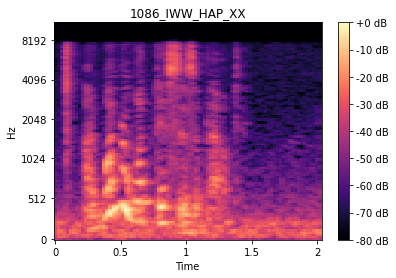 1086_IWW_HAP_XX
+0 dB
8192
-10 dB
4096
-20 dB
-30 dB
2048
Hz
-40 dB
1024
-50 dB
512
-60 dB
-70 dB
0
-80 dB
0
0.5
1
1.5
2
Time